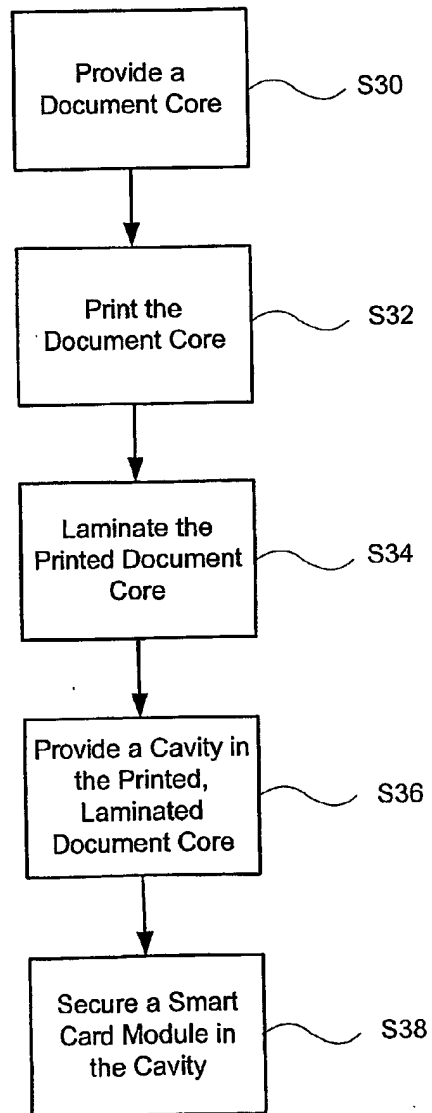 Provide a
Document Core
S30
Print the
Document Core
S32
Laminate the
Printed Document
Core
S34
Provide a Cavity in
the Printed,
Laminated
Document Core
S36
Secure a Smart
Card Module in
the Cavity
S38